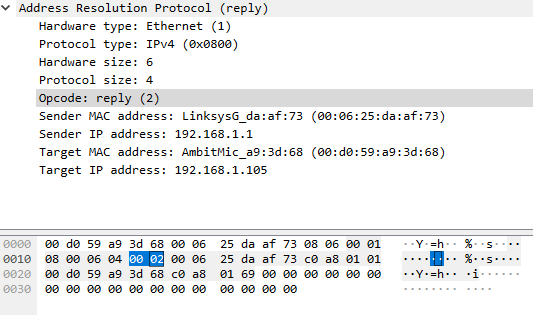 Address Resolution Protocol (reply)
Hardware type: Ethernet (1)
Protocol type: IPv4 (0x0800)
Hardware size: 6
Protocol size: 4
Opcode: reply (2)
Sender MAC address: LinksysG_da:af:73 (00:06:25:da:af:73)
Sender IP address: 192.168.1.1
Target MAC address: AmbitMic_a9:3d:68 (00:d0:59:a9:3d:68)
Target IP address: 192.168.1.105
0000 00 d0 59 a9 3d 68 00 06 25 da af 73 08 06 00 01 ··Y·=h·· %··s····
0010 08 00 06 04 00 02 00 06 25 da af 73 c0 a8 01 01 ········ %··s····
0020 00 d0 59 a9 3d 68 c0 a8 01 69 00 00 00 00 00 00 ··Y·=h·· ·i······
0030 00 00 00 00 00 00 00 00 00 00 00 00 ········ ····